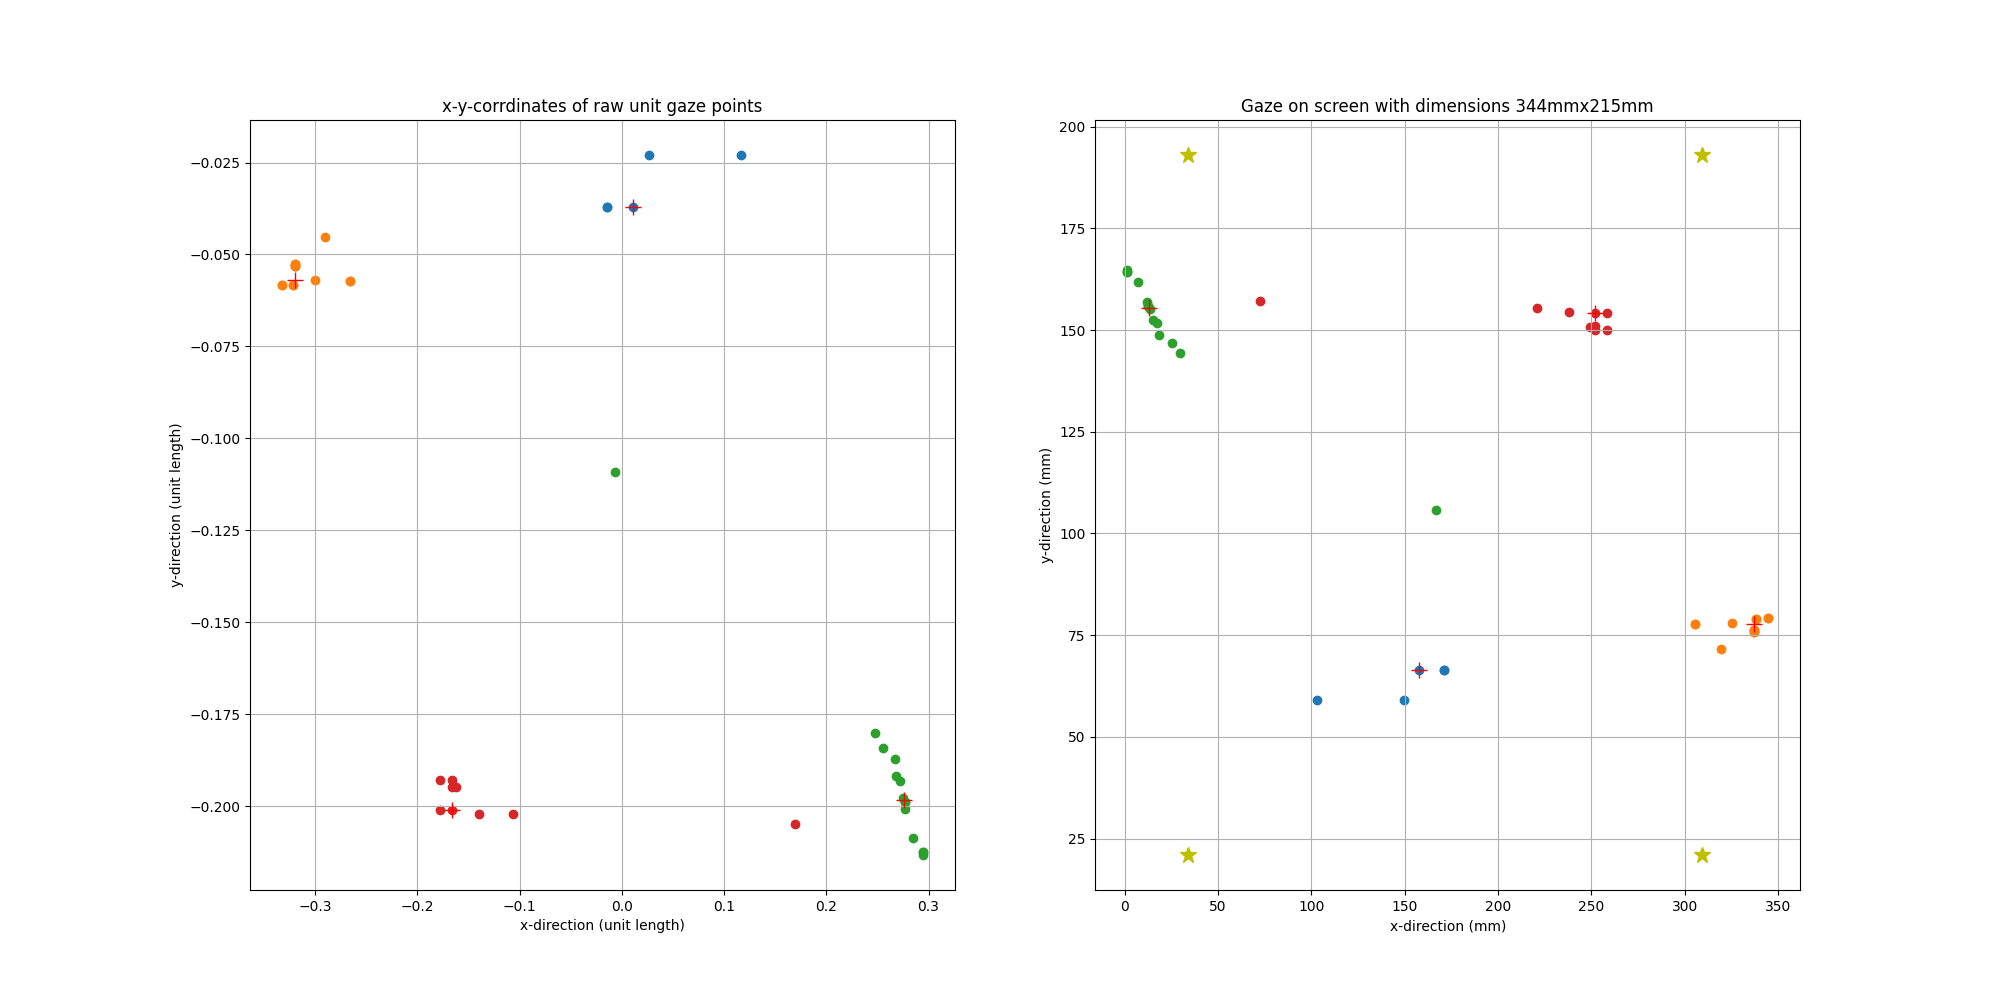 x-y-corrdinates of raw unit gaze points
−0.025
−0.050
−0.075
−0.100
−0.125
−0.150
−0.175
−0.200
y-direction (unit length)
−0.3 −0.2 −0.1 0.0 0.1 0.2 0.3
x-direction (unit length)
Gaze on screen with dimensions 344mmx215mm
200
175
150
125
100
75
50
25
y-direction (mm)
0 50 100 150 200 250 300 350
x-direction (mm)